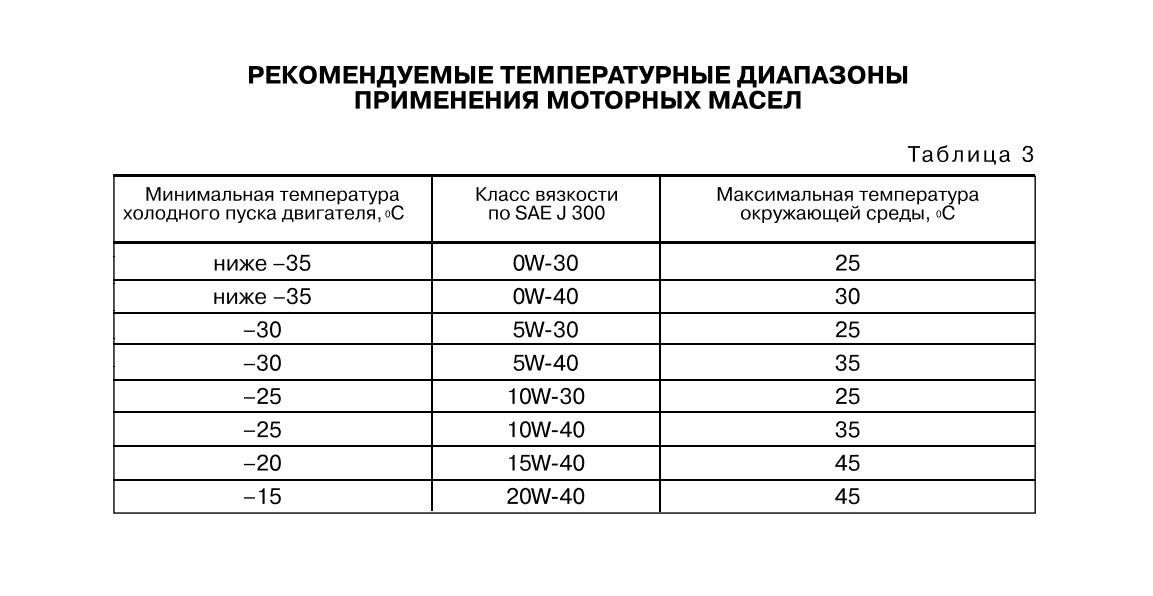 РЕКОМЕНДУЕМЫЕ ТЕМПЕРАТУРНЫЕ ДИАПАЗОНЫ
ПРИМЕНЕНИЯ МОТОРНЫХ МАСЕЛ
Таблица 3
Минимальная температура
холодного пуска двигателя, °С
Класс вязкости
по SAE J 300
Максимальная температура
окружающей среды, °С
ниже –35 0W-30 25
ниже –35 0W-40 30
–30 5W-30 25
–30 5W-40 35
–25 10W-30 25
–25 10W-40 35
–20 15W-40 45
–15 20W-40 45